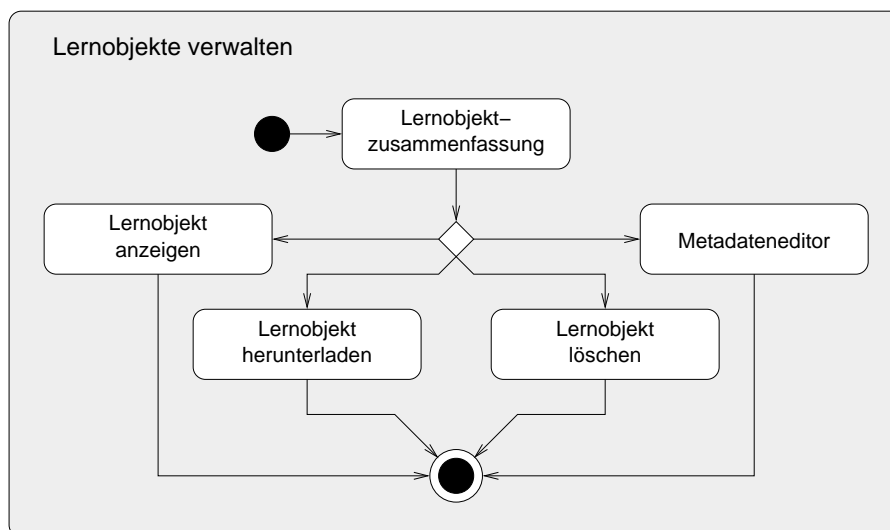 Lernobjekte verwalten
Lernobjekt–
zusammenfassung
Lernobjekt
anzeigen
Metadateneditor
Lernobjekt
herunterladen
Lernobjekt
löschen